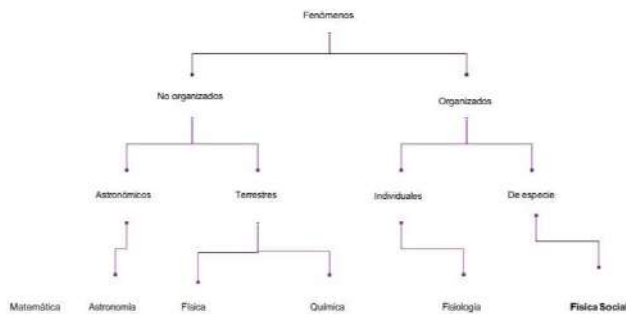 Fenómenos
No organizados
Organizados
Astronómicos
Terrestres
Individuales
De especie
Matemática
Astronomía
Física
Química
Fisiología
Física Social